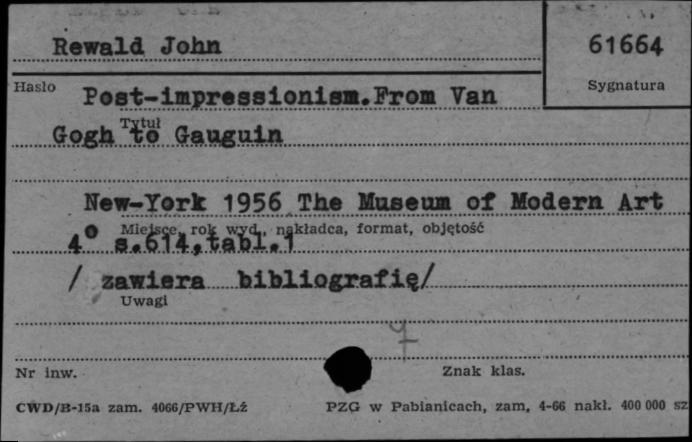 Rewald John
61664
Hasło
Sygnatura
Post-impressionism.From Van
Tytuł
Gogh to Gauguin
New-York 1956 The Museum of Modern Art
Miejsce, rok wyd., nakładca, format, objętość
4° s.614,tabl.1
/ zawiera bibliografię/
Uwagi
7
Nr inw.
Znak klas.
CWD/B-15a zam. 4066/PWH/Łż
PZG w Pabianicach, zam, 4-66 nakł. 400 000 sz